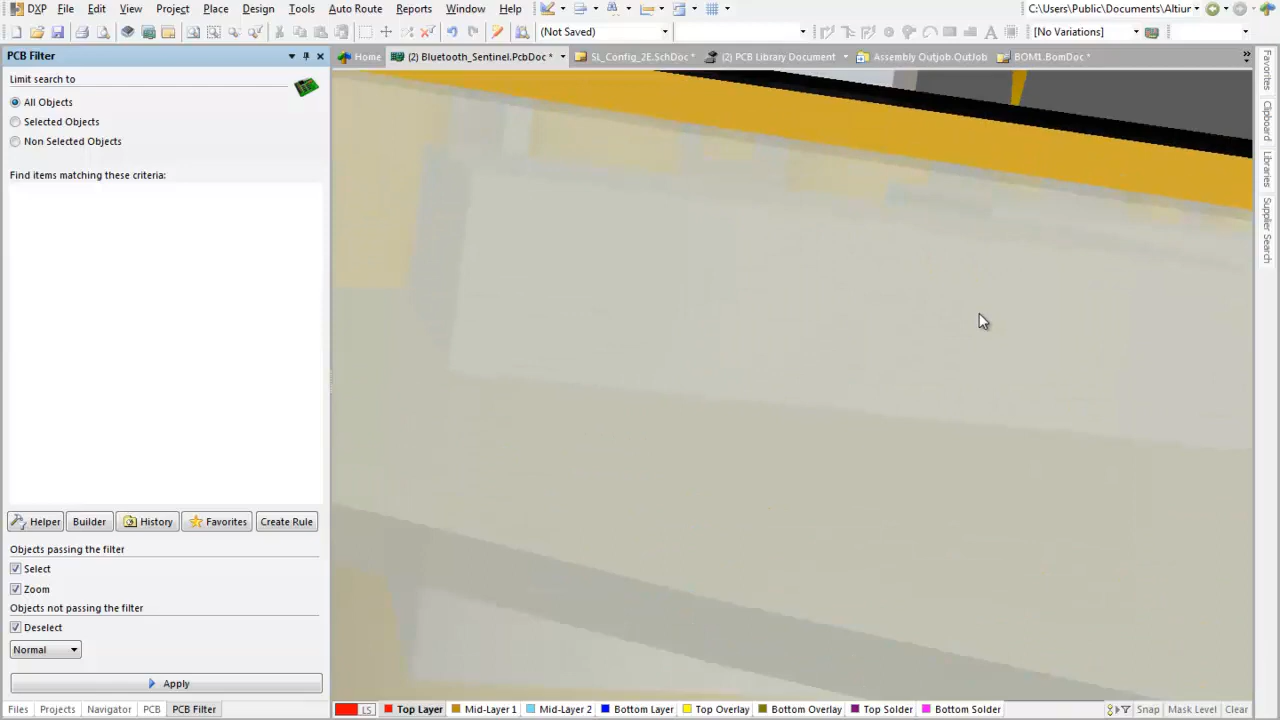 DXP File Edit View Project Place Design Tools Auto Route Reports Window Help C:\Users\Public\Documents\Altiur
(Not Saved) [No Variations]
PCB Filter
Home (2) Bluetooth_Sentinel.PcbDoc * SL_Config_2E.SchDoc * (2) PCB Library Document Assembly Outjob.OutJob BOM1.BomDoc *
Limit search to
All Objects
Selected Objects
Non Selected Objects
Find items matching these criteria:
Helper Builder History Favorites Create Rule
Objects passing the filter
Select
Zoom
Objects not passing the filter
Deselect
Normal
Apply
Files Projects Navigator PCB PCB Filter
LS Top Layer Mid-Layer 1 Mid-Layer 2 Bottom Layer Top Overlay Bottom Overlay Top Solder Bottom Solder Snap Mask Level Clear
Favorites
Clipboard
Libraries
Supplier Search